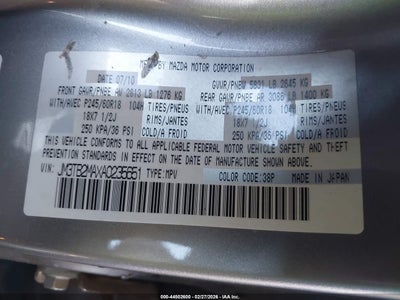 MFD BY MAZDA MOTOR CORPORATION
DATE 07/10 GVWR/PNBV 5831 LB 2645 KG
FRONT GAWR/PNBE AV 2813 LB 1276 KG REAR GAWR/PNBE AR 3086 LB 1400 KG
WITH/AVEC P245/60R18 104H TIRES/PNEUS WITH/AVEC P245/60R18 104H TIRES/PNEUS
18X7 1/2J RIMS/JANTES 18X7 1/2J RIMS/JANTES
250 KPA/36 PSI COLD/A FROID 250 KPA/36 PSI COLD/A FROID
THIS VEHICLE CONFORMS TO ALL APPLICABLE FEDERAL MOTOR VEHICLE SAFETY AND THEFT
PREVENTION STANDARDS IN EFFECT ON THE DATE OF MANUFACTURE SHOWN ABOVE.
VIN: JM3TB2MAXA0235651 TYPE:MPV COLOR CODE:38P MADE IN JAPAN
000-44502600 - 02/27/2026 - IAA, Inc.